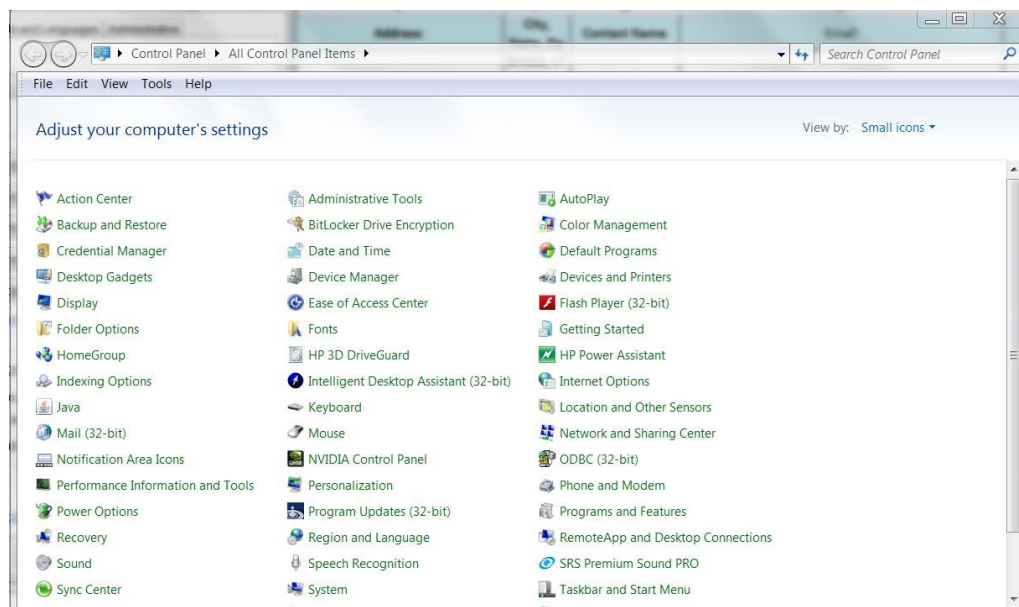 Address
City,
Contact Name
Email
Control Panel All Control Panel Items
Search Control Panel
File Edit View Tools Help
Adjust your computer's settings
View by: Small icons
Action Center Administrative Tools AutoPlay
Backup and Restore BitLocker Drive Encryption Color Management
Credential Manager Date and Time Default Programs
Desktop Gadgets Device Manager Devices and Printers
Display Ease of Access Center Flash Player (32-bit)
Folder Options Fonts Getting Started
HomeGroup HP 3D DriveGuard HP Power Assistant
Indexing Options Intelligent Desktop Assistant (32-bit) Internet Options
Java Keyboard Location and Other Sensors
Mail (32-bit) Mouse Network and Sharing Center
Notification Area Icons NVIDIA Control Panel ODBC (32-bit)
Performance Information and Tools Personalization Phone and Modem
Power Options Program Updates (32-bit) Programs and Features
Recovery Region and Language RemoteApp and Desktop Connections
Sound Speech Recognition SRS Premium Sound PRO
Sync Center System Taskbar and Start Menu